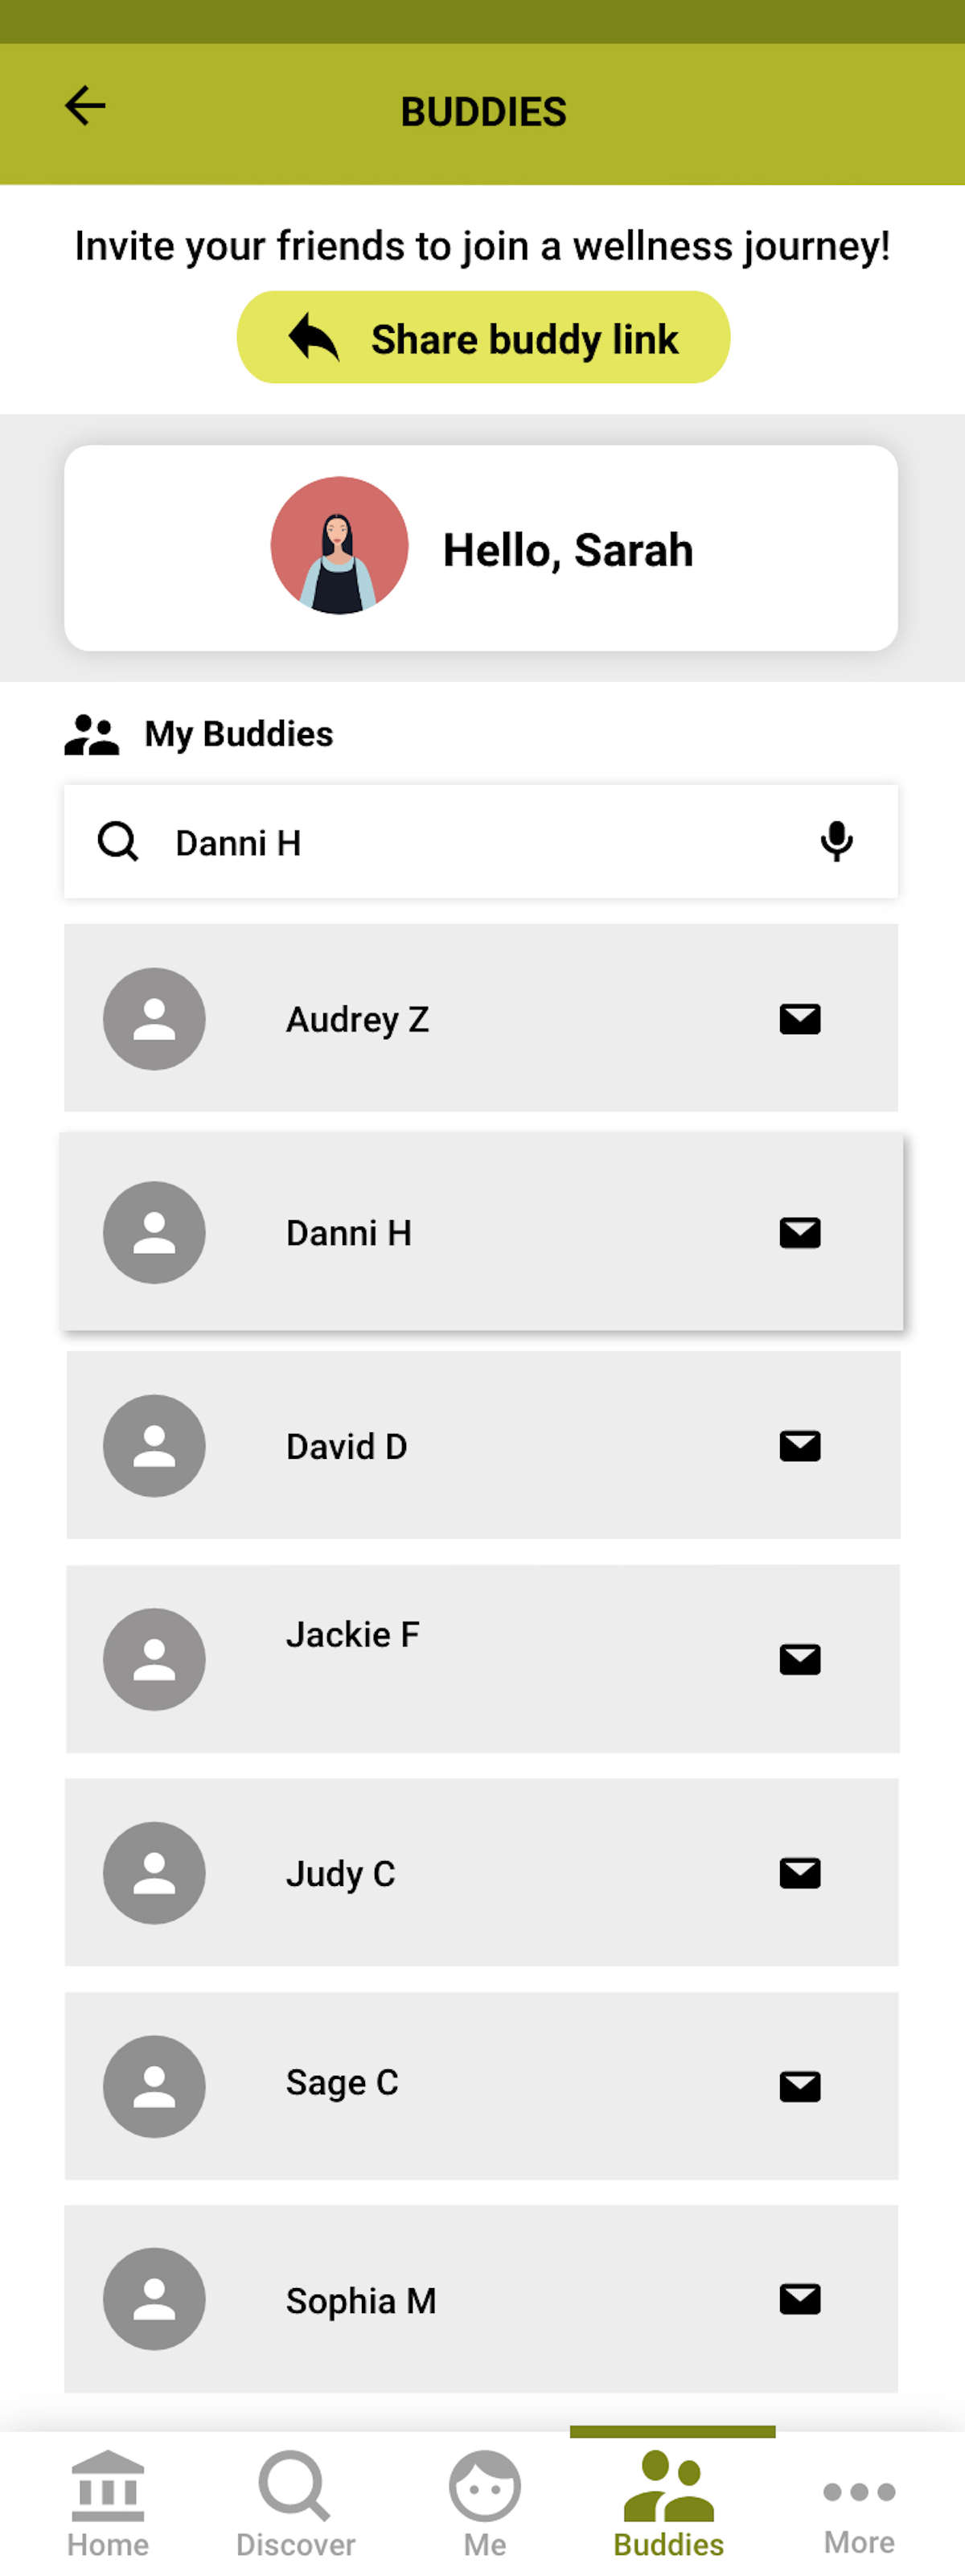 BUDDIES
Invite your friends to join a wellness journey!
Share buddy link
Hello, Sarah
My Buddies
Danni H
Audrey Z
Danni H
David D
Jackie F
Judy C
Sage C
Sophia M
Home Discover Me Buddies More